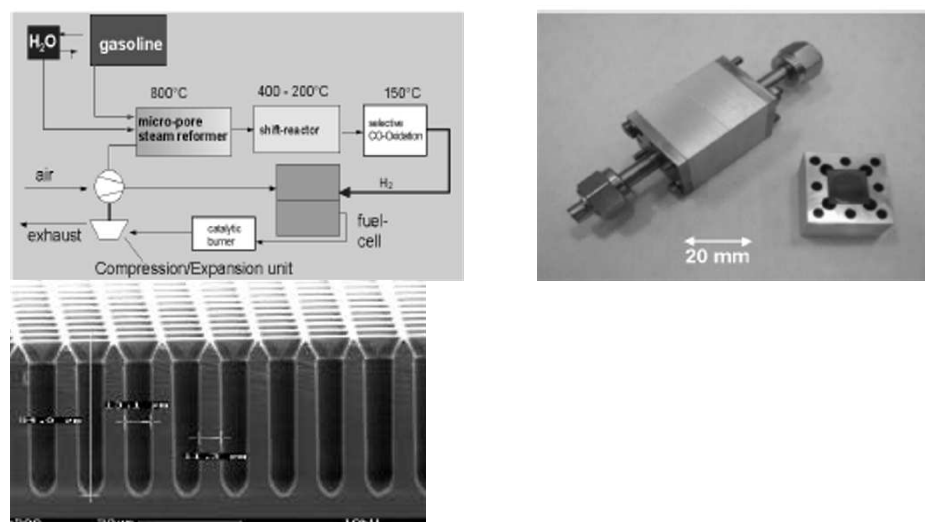 H₂O
gasoline
800°C
400 - 200°C
150°C
micro-pore
steam reformer
shift-reactor
selective
CO-Oxidation
air
H₂
exhaust
catalytic
burner
fuel-
cell
Compression/Expansion unit
20 mm